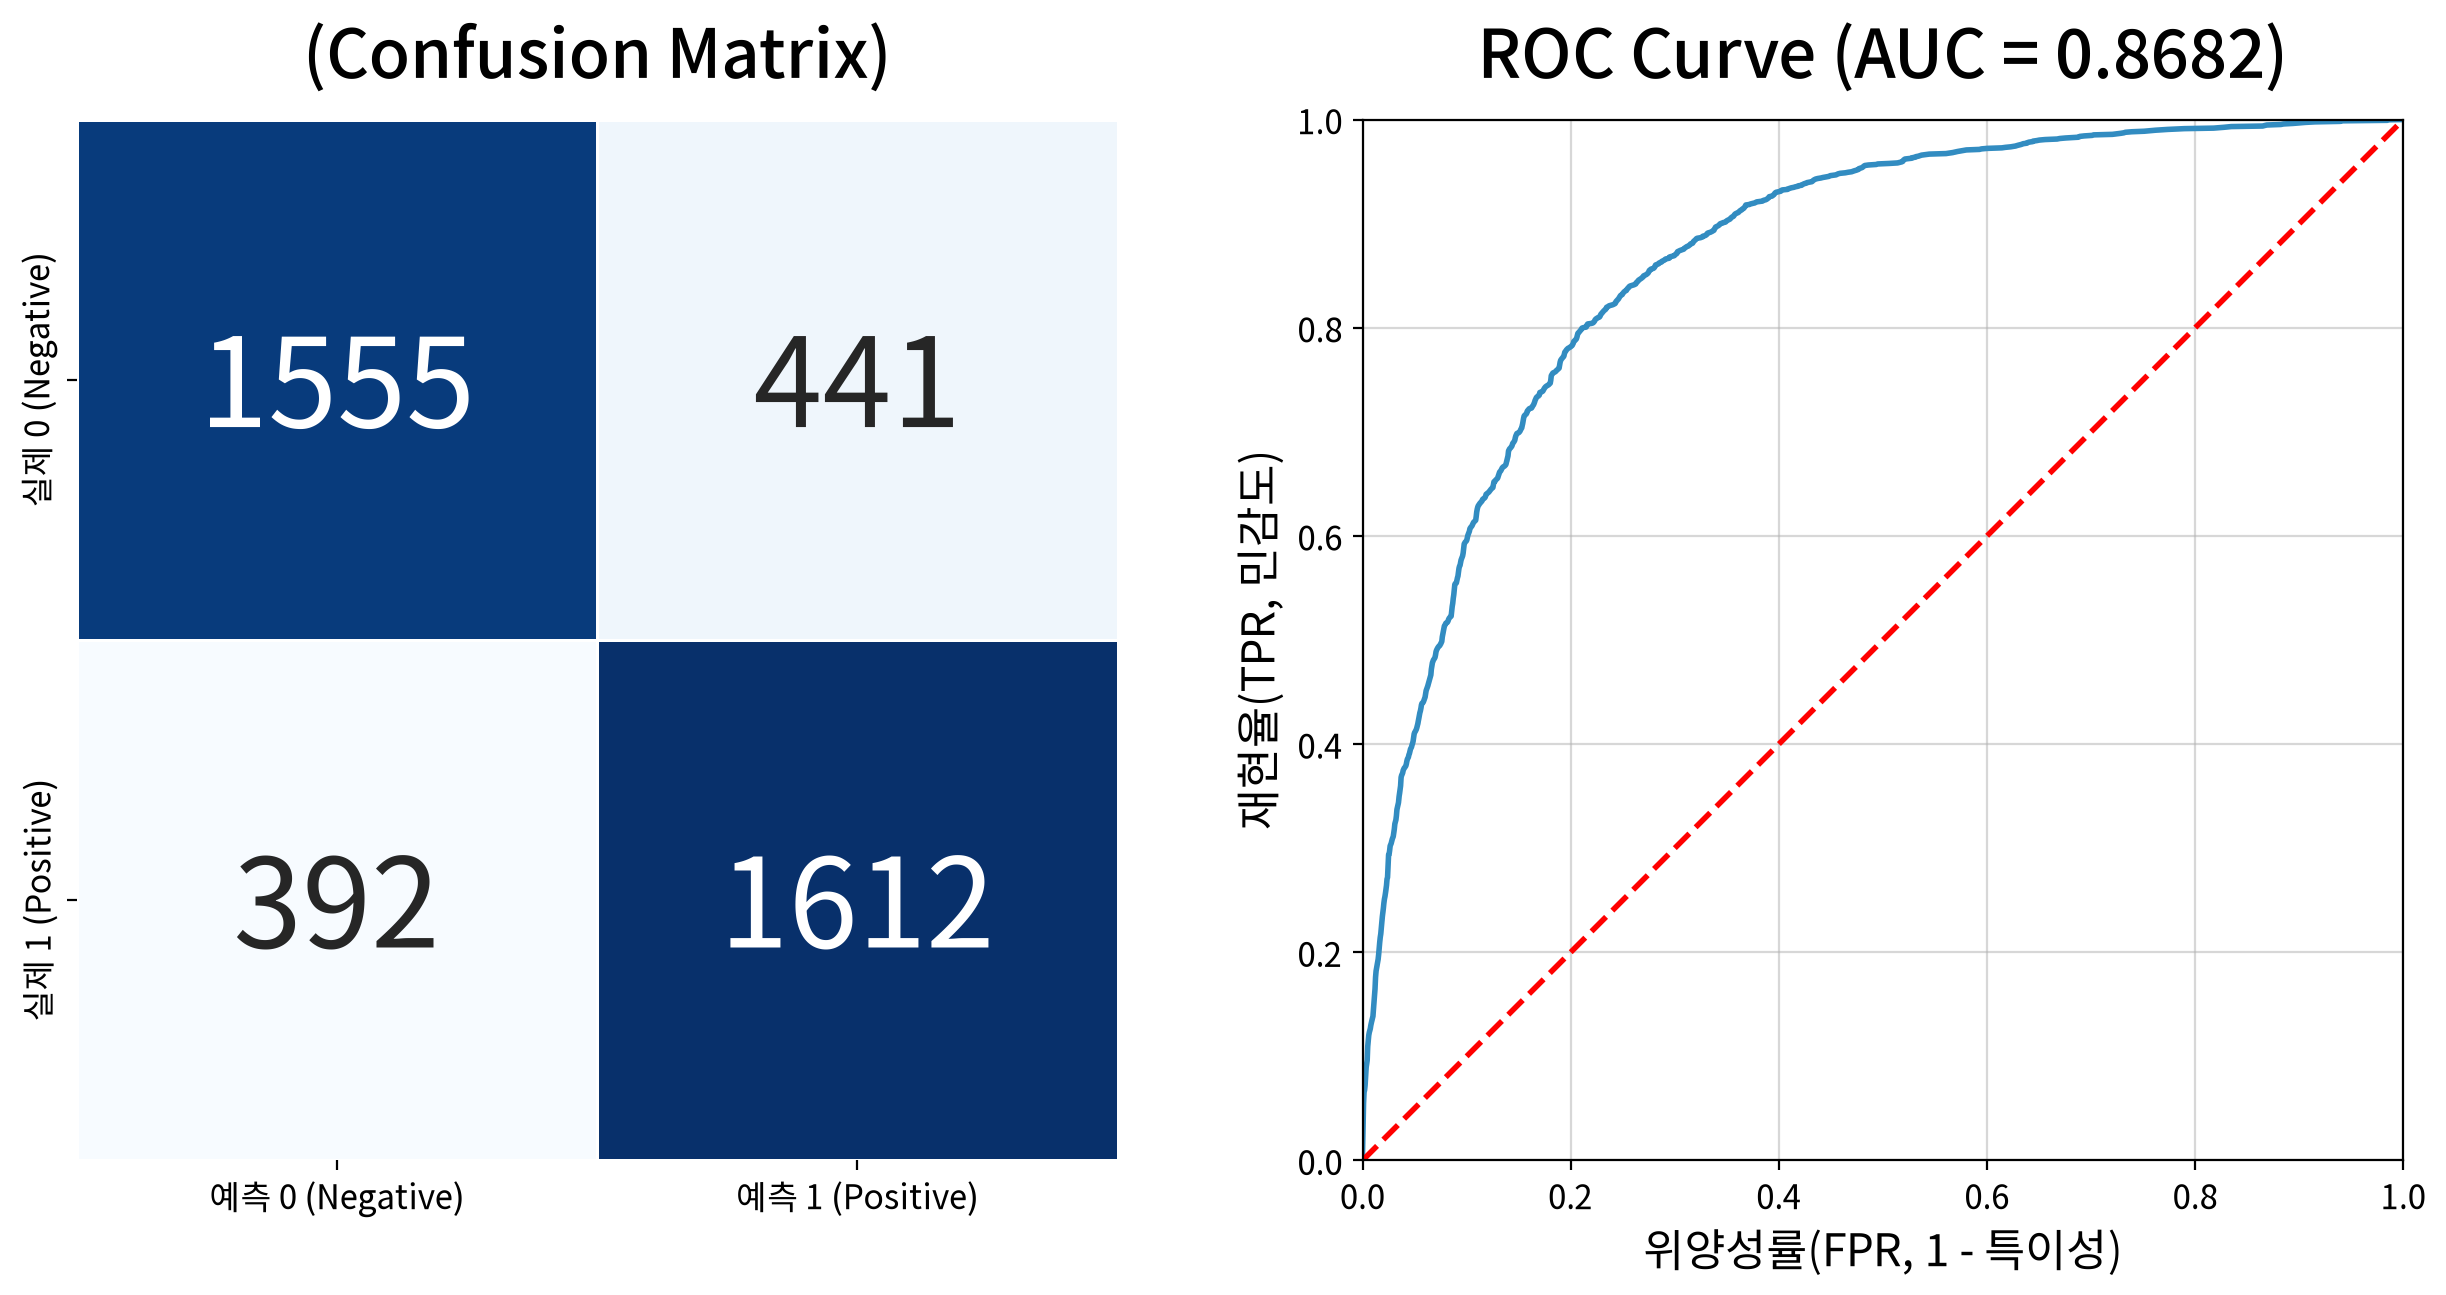 (Confusion Matrix)
실제 0 (Negative)
1555
441
실제 1 (Positive)
392
1612
예측 0 (Negative)
예측 1 (Positive)
ROC Curve (AUC = 0.8682)
재현율(TPR, 민감도)
1.0
0.8
0.6
0.4
0.2
0.0
0.0
0.2
0.4
0.6
0.8
1.0
위양성률(FPR, 1 - 특이성)